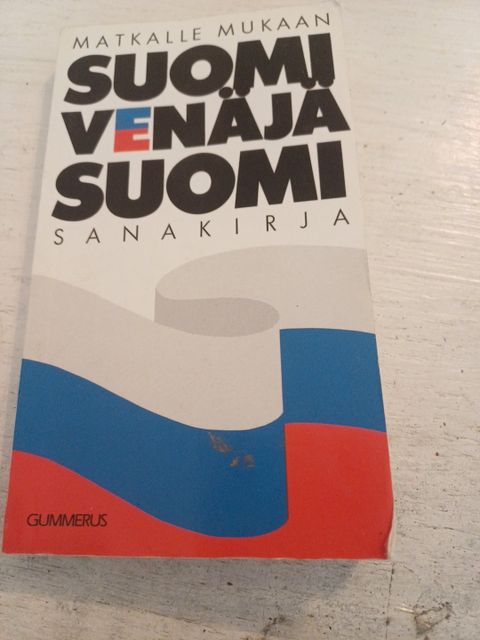 MATKALLE MUKAAN
SUOMI
VENÄJÄ
SUOMI
SANAKIRJA
GUMMERUS